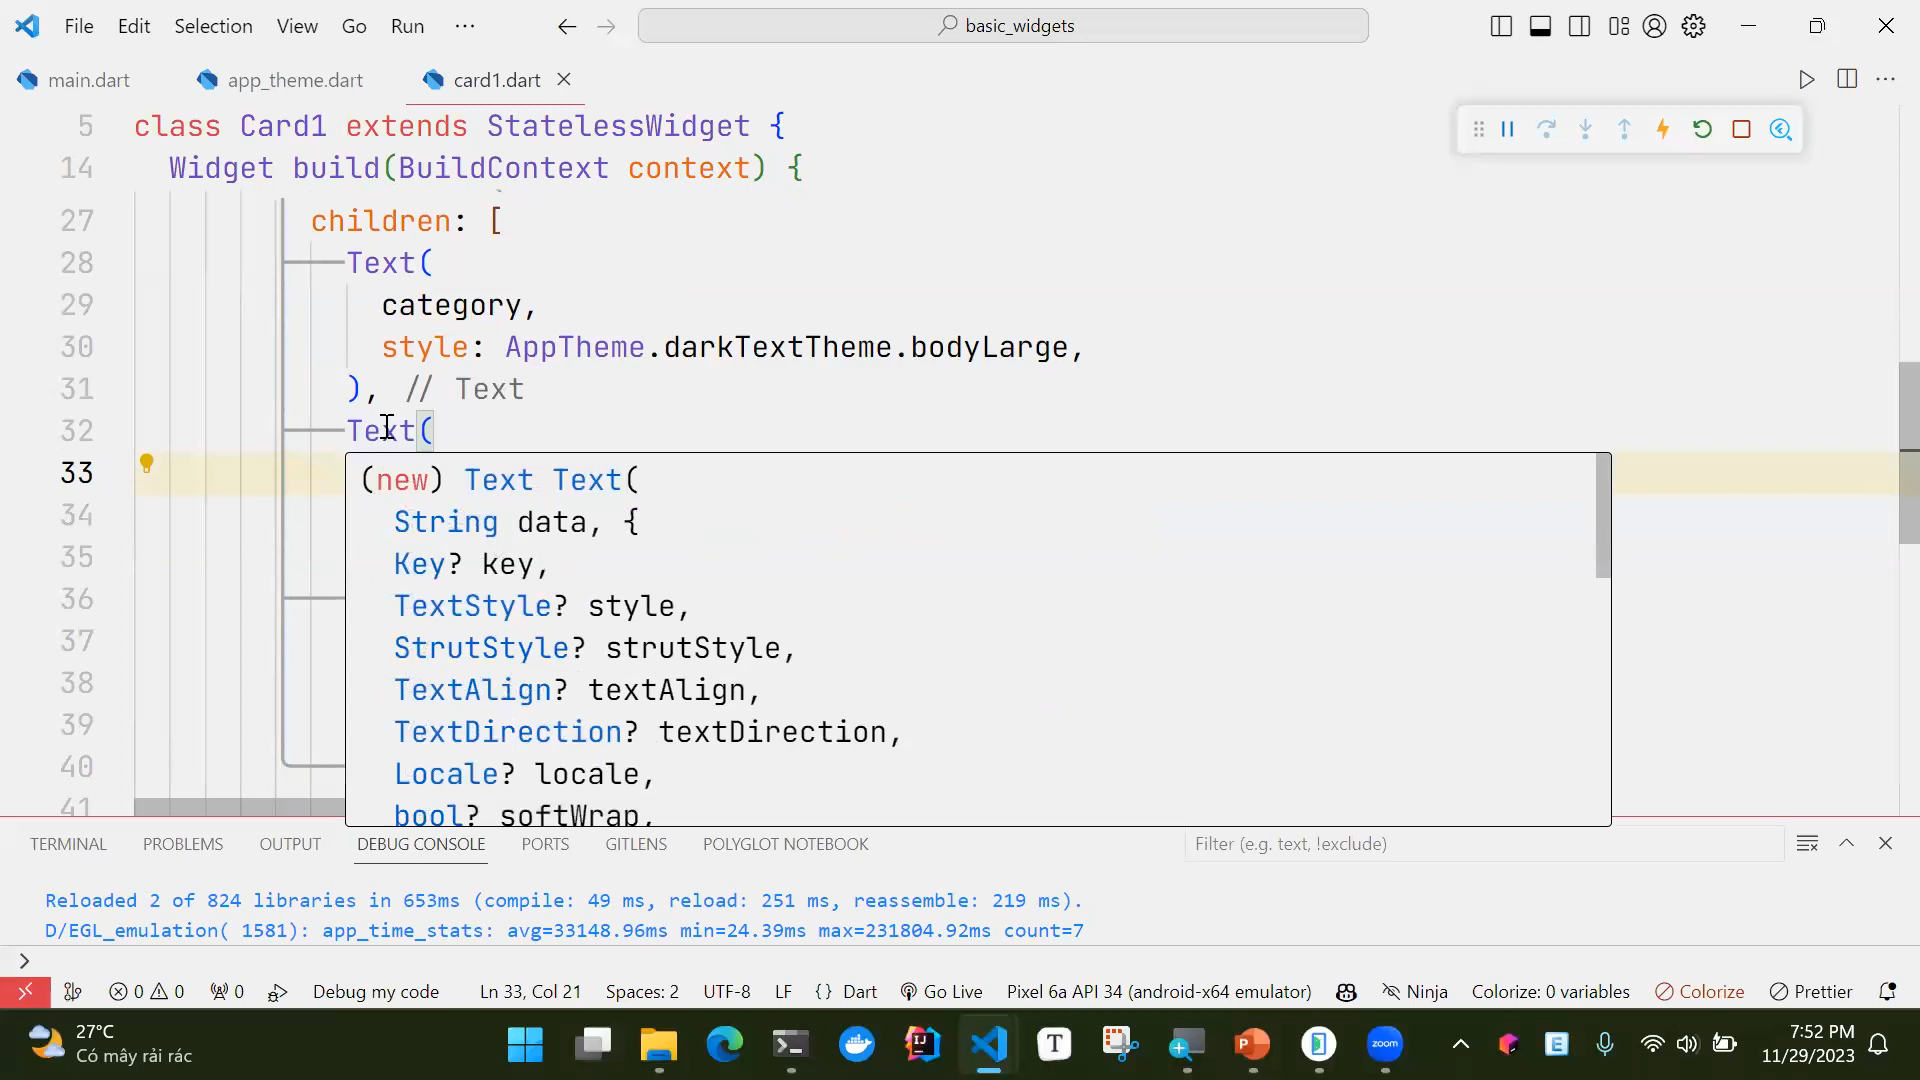 File Edit Selection View Go Run ··· basic_widgets
main.dart app_theme.dart card1.dart
5 class Card1 extends StatelessWidget {
14 Widget build(BuildContext context) {
27 children: [
28 Text(
29 category,
30 style: AppTheme.darkTextTheme.bodyLarge,
31 ), // Text
32 Text(
33 (new) Text Text(
34 String data, {
35 Key? key,
36 TextStyle? style,
37 StrutStyle? strutStyle,
38 TextAlign? textAlign,
39 TextDirection? textDirection,
40 Locale? locale,
41 bool? softWrap,
TERMINAL PROBLEMS OUTPUT DEBUG CONSOLE PORTS GITLENS POLYGLOT NOTEBOOK Filter (e.g. text, !exclude)
Reloaded 2 of 824 libraries in 653ms (compile: 49 ms, reload: 251 ms, reassemble: 219 ms).
D/EGL_emulation( 1581): app_time_stats: avg=33148.96ms min=24.39ms max=231804.92ms count=7
>
0 0 0 Debug my code Ln 33, Col 21 Spaces: 2 UTF-8 LF {} Dart Go Live Pixel 6a API 34 (android-x64 emulator) Ninja Colorize: 0 variables Colorize Prettier
27°C 7:52 PM
Có mây rải rác zoom 11/29/2023